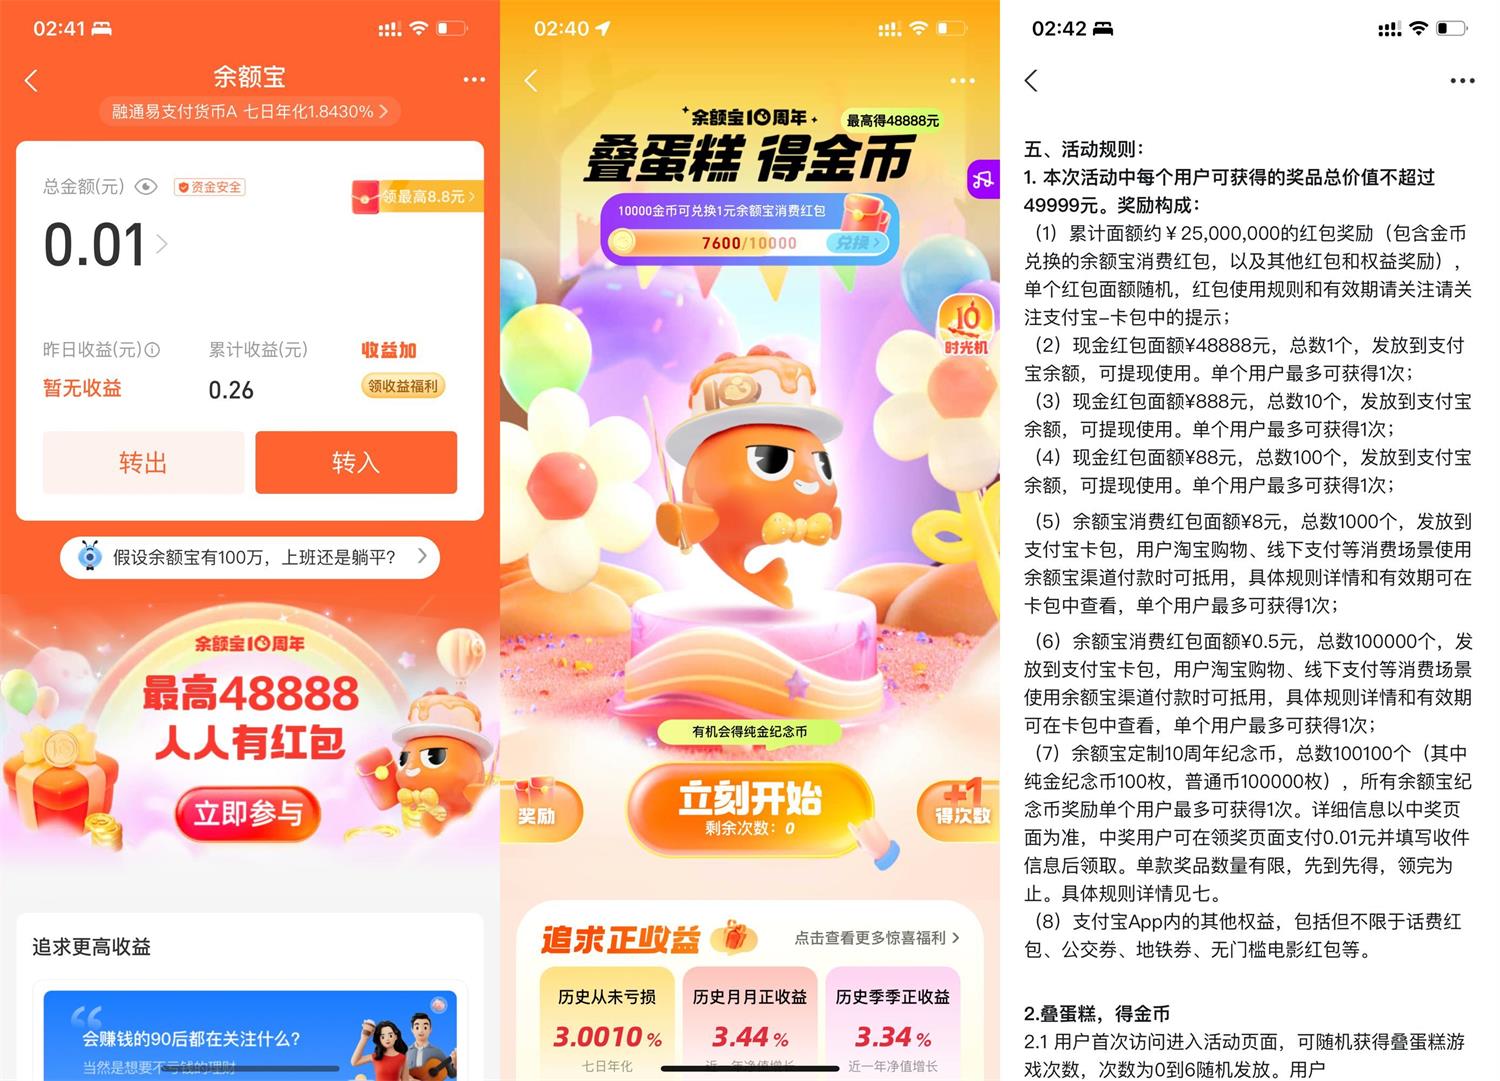 02:41
余额宝
融通易支付货币A 七日年化1.8430%
总金额(元)
资金安全
领最高8.8元
0.01
昨日收益(元)
累计收益(元)
收益加
暂无收益
0.26
领收益福利
转出
转入
假设余额宝有100万，上班还是躺平？
余额宝10周年
最高48888
人人有红包
立即参与
追求更高收益
会赚钱的90后都在关注什么？
当然是想要不亏钱的理财
02:40
余额宝10周年
最高得48888元
叠蛋糕 得金币
10000金币可兑换1元余额宝消费红包
7600/10000
兑换
10
时光机
10
有机会得纯金纪念币
奖励
立刻开始
剩余次数：0
+1
得次数
追求正收益
点击查看更多惊喜福利
历史从未亏损
历史月月正收益
历史季季正收益
3.0010%
3.44%
3.34%
七日年化
近一年净值增长
近一年净值增长
02:42
五、活动规则：
1. 本次活动中每个用户可获得的奖品总价值不超过
49999元。奖励构成：
（1）累计面额约￥25,000,000的红包奖励（包含金币
兑换的余额宝消费红包，以及其他红包和权益奖励），
单个红包面额随机，红包使用规则和有效期请关注请关
注支付宝-卡包中的提示；
（2）现金红包面额¥48888元，总数1个，发放到支付
宝余额，可提现使用。单个用户最多可获得1次；
（3）现金红包面额¥888元，总数10个，发放到支付宝
余额，可提现使用。单个用户最多可获得1次；
（4）现金红包面额¥88元，总数100个，发放到支付宝
余额，可提现使用。单个用户最多可获得1次；
（5）余额宝消费红包面额¥8元，总数1000个，发放到
支付宝卡包，用户淘宝购物、线下支付等消费场景使用
余额宝渠道付款时可抵用，具体规则详情和有效期可在
卡包中查看，单个用户最多可获得1次；
（6）余额宝消费红包面额¥0.5元，总数100000个，发
放到支付宝卡包，用户淘宝购物、线下支付等消费场景
使用余额宝渠道付款时可抵用，具体规则详情和有效期
可在卡包中查看，单个用户最多可获得1次；
（7）余额宝定制10周年纪念币，总数100100个（其中
纯金纪念币100枚，普通币100000枚），所有余额宝纪
念币奖励单个用户最多可获得1次。详细信息以中奖页
面为准，中奖用户可在领奖页面支付0.01元并填写收件
信息后领取。单款奖品数量有限，先到先得，领完为
止。具体规则详情见七。
（8）支付宝App内的其他权益，包括但不限于话费红
包、公交券、地铁券、无门槛电影红包等。
2.叠蛋糕，得金币
2.1 用户首次访问进入活动页面，可随机获得叠蛋糕游
戏次数，次数为0到6随机发放。用户